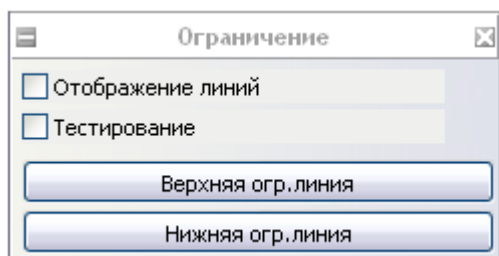 Ограничение
Отображение линий
Тестирование
Верхняя огр.линия
Нижняя огр.линия